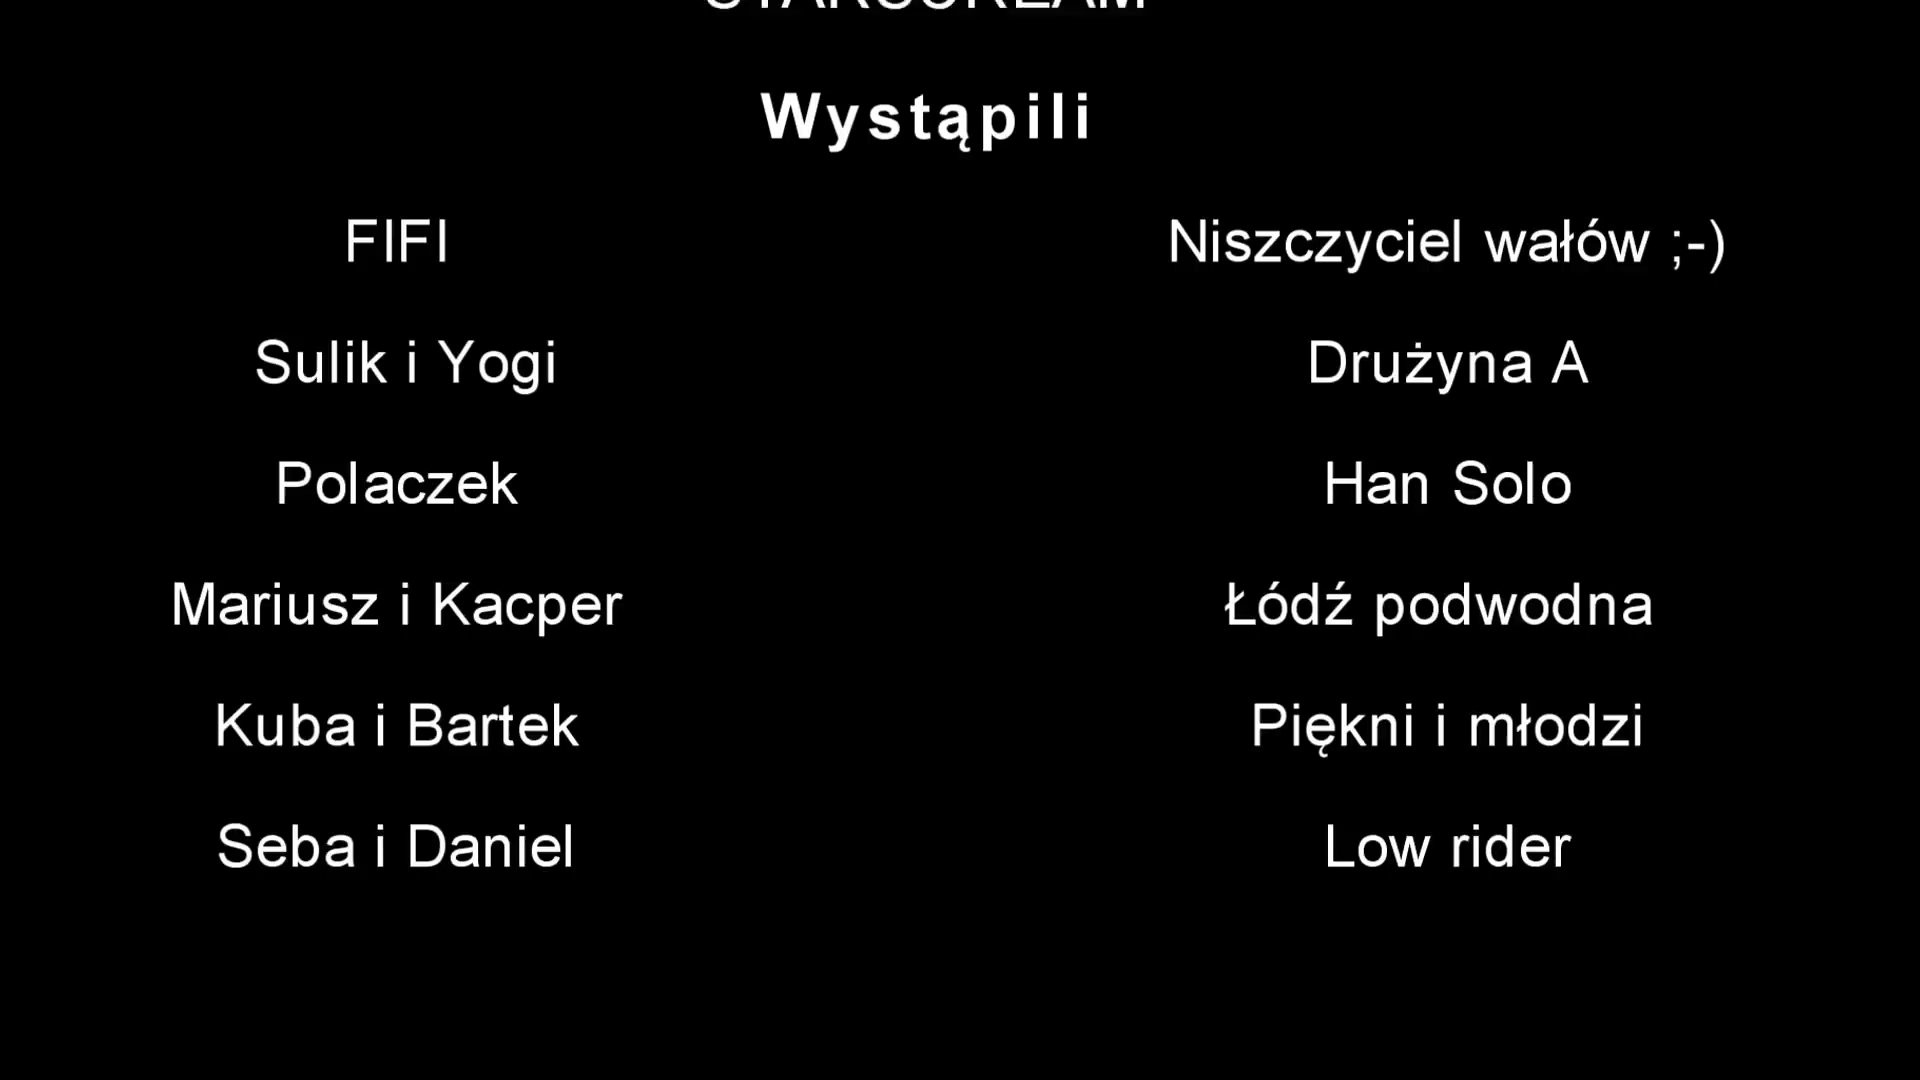 STARSCREAM
Wystąpili
FIFI Niszczyciel wałów ;-)
Sulik i Yogi Drużyna A
Polaczek Han Solo
Mariusz i Kacper Łódź podwodna
Kuba i Bartek Piękni i młodzi
Seba i Daniel Low rider